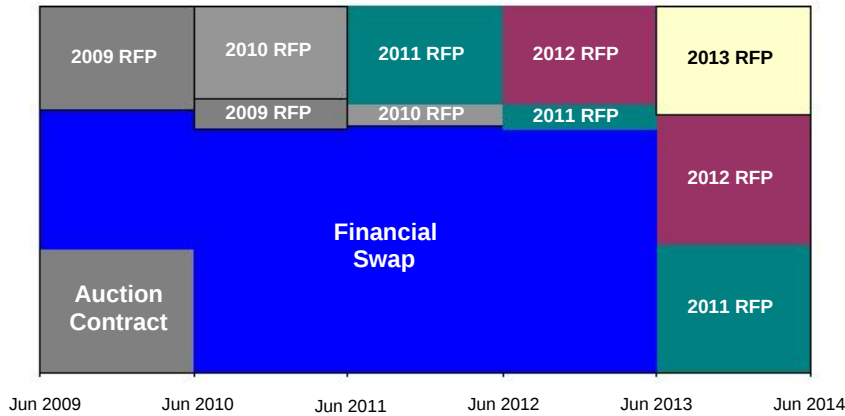 2009 RFP
2010 RFP
2011 RFP
2012 RFP
2013 RFP
2009 RFP
2010 RFP
2011 RFP
2012 RFP
Financial
Swap
Auction
Contract
2011 RFP
Jun 2009
Jun 2010
Jun 2011
Jun 2012
Jun 2013
Jun 2014